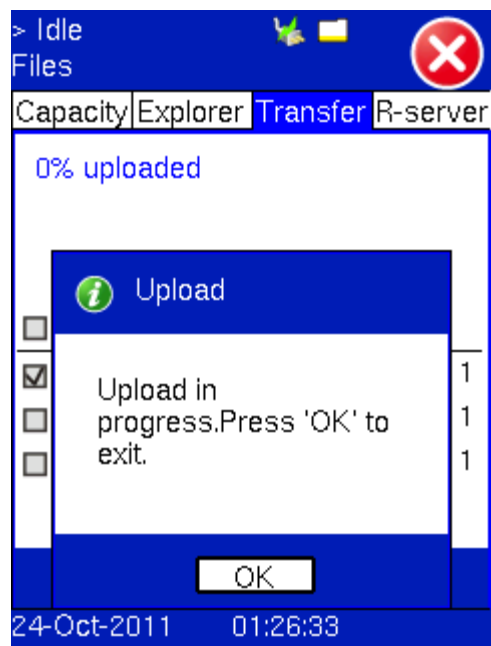 > Idle
Files
Capacity Explorer Transfer R-server
0% uploaded
Upload
1
Upload in
progress.Press 'OK' to
1
exit.
1
OK
24-Oct-2011 01:26:33